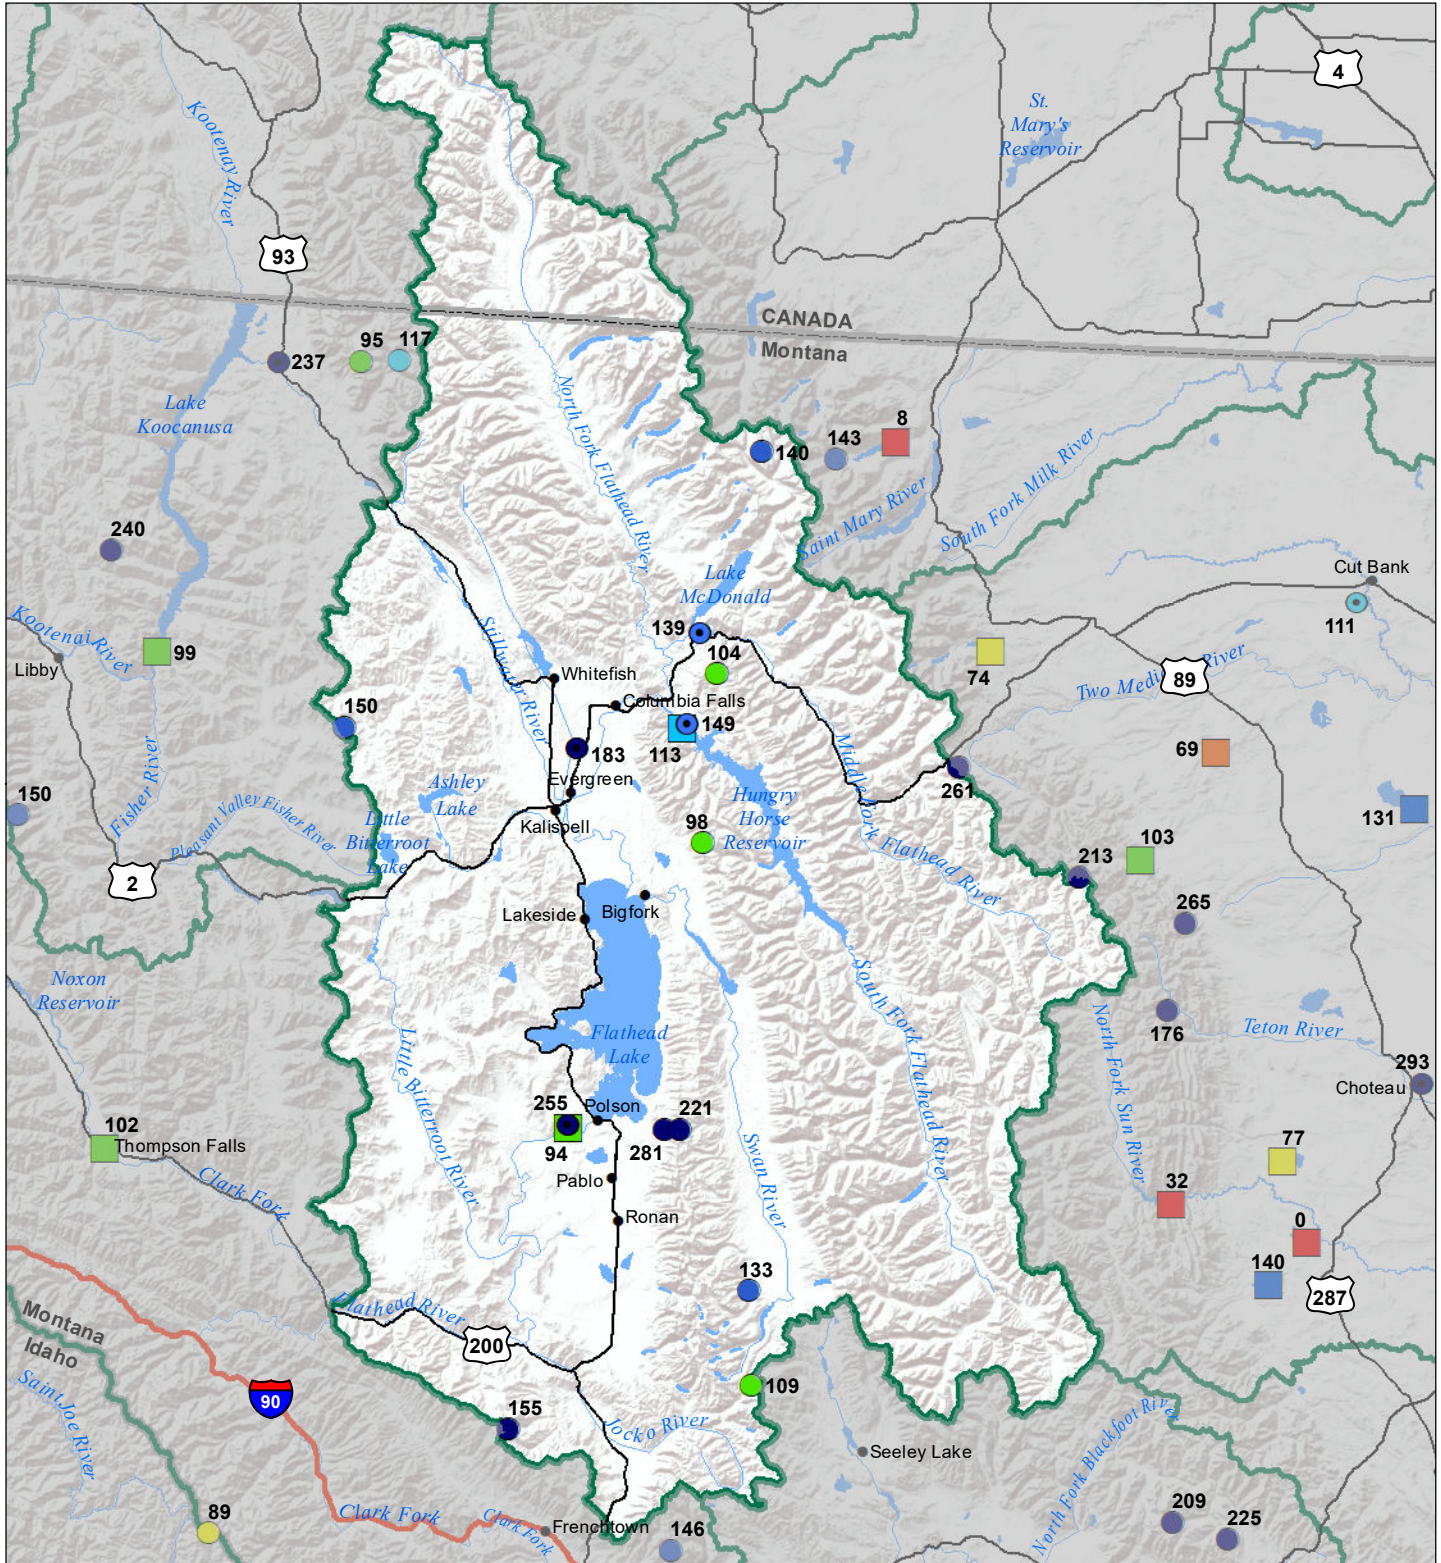 4
Kootenay River
St.
Mary's
Reservoir
93
CANADA
Montana
237
95
117
Lake
Koocanusa
North Fork Flathead River
8
140
143
Saint Mary River
South Fork Milk River
240
Lake
McDonald
Cut Bank
111
Kootenai River
Libby
99
Stillwater River
139
104
74
Two Medi
River
89
Whitefish
Columbia Falls
150
149
113
183
Evergreen
Middle Fork Flathead River
69
261
Fisher River
Ashley
Lake
Hungry
Horse
Reservoir
150
Pleasant Valley Fisher River
Little
Bitterroot
Lake
Kalispell
98
131
2
213
103
Lakeside
Bigfork
265
Noxon
Reservoir
South Fork Flathead River
North Fork Sun River
176
Teton River
Little Bitterroot River
Flathead
Lake
293
Choteau
255
Polson
221
94
281
102
Thompson Falls
Swan River
77
Pablo
Clark Fork
32
Ronan
0
133
140
287
Montana
Idaho
Flathead River
200
Saint Joe River
90
109
155
Jocko River
Seeley Lake
North Fork Blackfoot River
89
Clark Fork
Clark Fork
Frenchtown
146
209
225